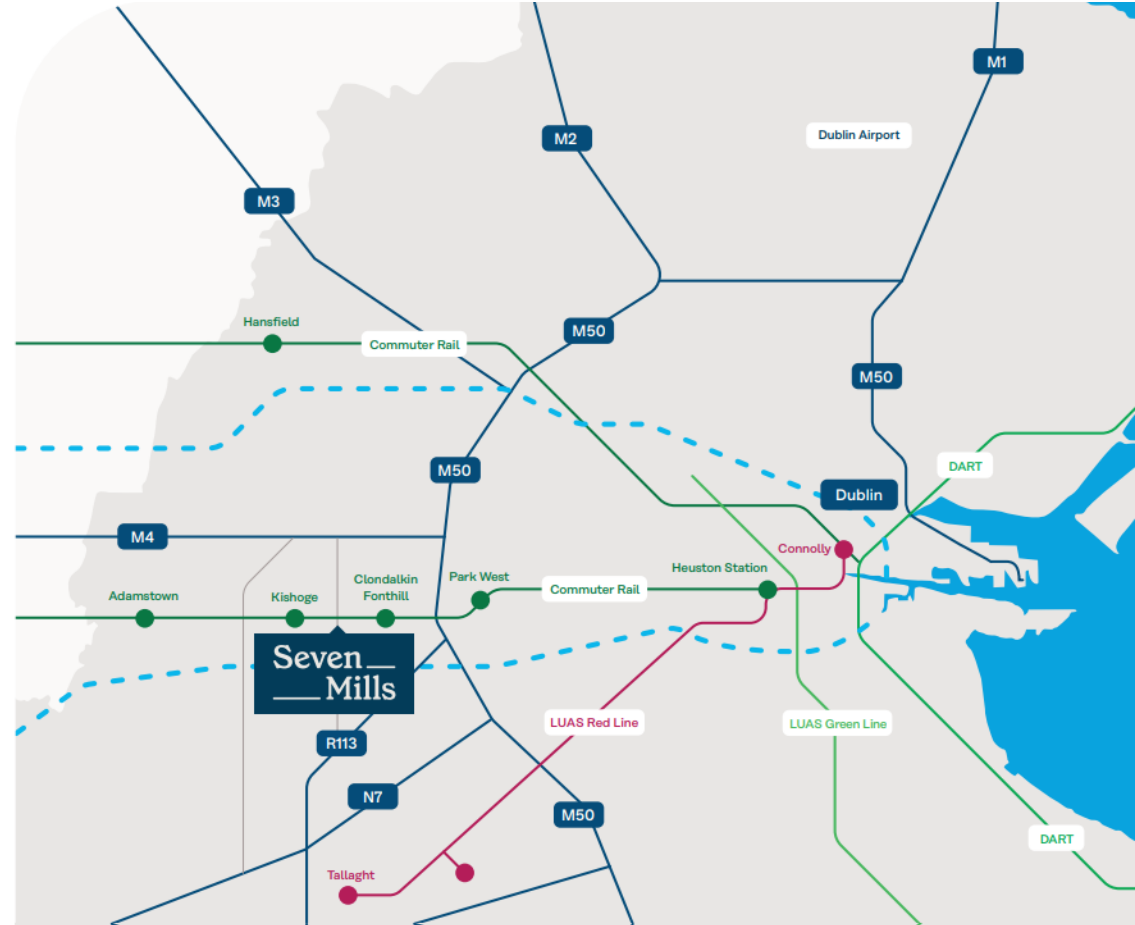 M1
M2
Dublin Airport
M3
Hansfield
M50
Commuter Rail
M50
DART
M50
Dublin
M4
Connolly
Heuston Station
Clondalkin
Fonthill
Park West
Adamstown
Kishoge
Commuter Rail
Seven
Mills
LUAS Red Line
LUAS Green Line
R113
N7
M50
DART
Tallaght